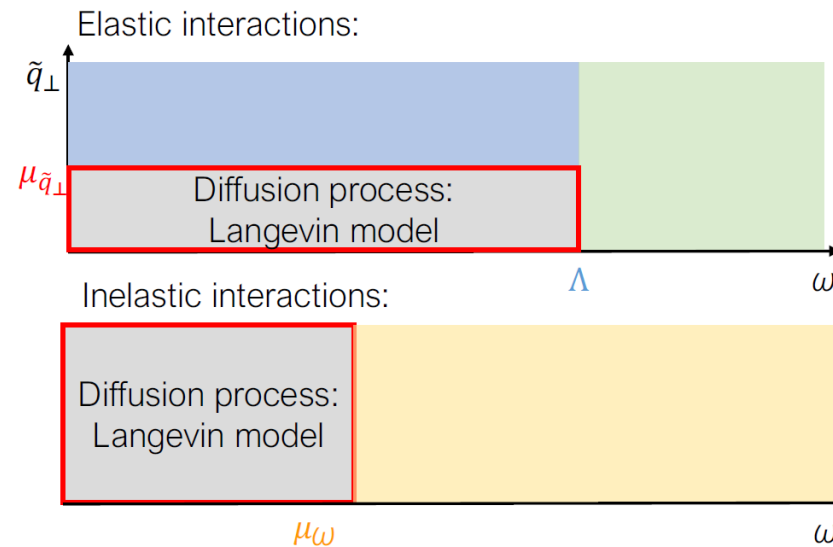 Elastic interactions:
q̃⊥
μq̃⊥
Diffusion process:
Langevin model
Λ
ω
Inelastic interactions:
Diffusion process:
Langevin model
μω
ω